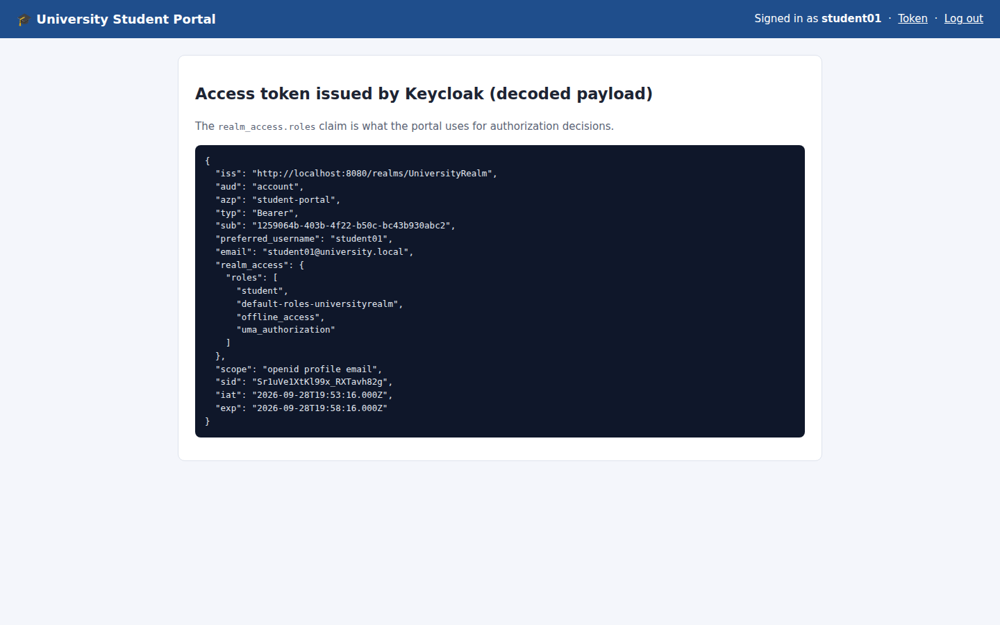 🎓 University Student Portal
Signed in as student01 · Token · Log out
Access token issued by Keycloak (decoded payload)
The realm_access.roles claim is what the portal uses for authorization decisions.
{
  "iss": "http://localhost:8080/realms/UniversityRealm",
  "aud": "account",
  "azp": "student-portal",
  "typ": "Bearer",
  "sub": "1259064b-403b-4f22-b50c-bc43b930abc2",
  "preferred_username": "student01",
  "email": "student01@university.local",
  "realm_access": {
    "roles": [
      "student",
      "default-roles-universityrealm",
      "offline_access",
      "uma_authorization"
    ]
  },
  "scope": "openid profile email",
  "sid": "Sr1uVe1XtKl99x_RXTavh82g",
  "iat": "2026-09-28T19:53:16.000Z",
  "exp": "2026-09-28T19:58:16.000Z"
}